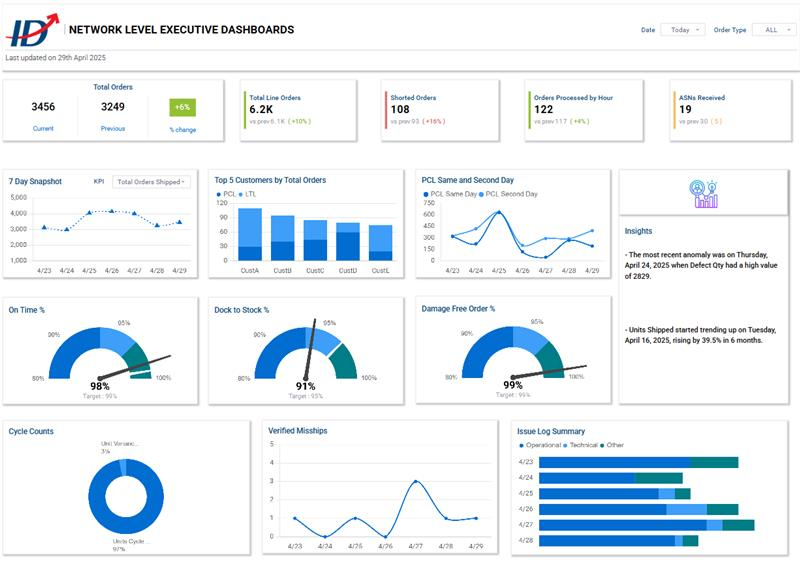 ID
NETWORK LEVEL EXECUTIVE DASHBOARDS
Date Today Order Type ALL
Last updated on 29th April 2025
Total Orders
3456 3249 +6%
Current Previous % change
Total Line Orders
6.2K
vs prev 6.1K (+10%)
Shorted Orders
108
vs prev 93 (+16%)
Orders Processed by Hour
122
vs prev 117 (+4%)
ASNs Received
19
vs prev 30 (5)
7 Day Snapshot KPI Total Orders Shipped
5,000
4,000
3,000
2,000
1,000
4/23 4/24 4/25 4/26 4/27 4/28 4/29
Top 5 Customers by Total Orders
PCL LTL
120
90
60
30
0
CustA CustB CustC CustD CustE
PCL Same and Second Day
PCL Same Day PCL Second Day
750
600
450
300
150
0
4/23 4/24 4/25 4/26 4/27 4/28 4/29
Insights
- The most recent anomaly was on Thursday,
April 24, 2025 when Defect Qty had a high value
of 2829.
- Units Shipped started trending up on Tuesday,
April 16, 2025, rising by 39.5% in 6 months.
On Time %
95%
90%
80% 100%
98%
Target : 99%
Dock to Stock %
95%
90%
80% 100%
91%
Target : 95%
Damage Free Order %
95%
90%
80% 100%
99%
Target : 99%
Cycle Counts
Unit Varianc...
3%
Units Cycle...
97%
Verified Misships
5
4
3
2
1
0
4/23 4/24 4/25 4/26 4/27 4/28 4/29
Issue Log Summary
Operational Technical Other
4/23
4/24
4/25
4/26
4/27
4/28